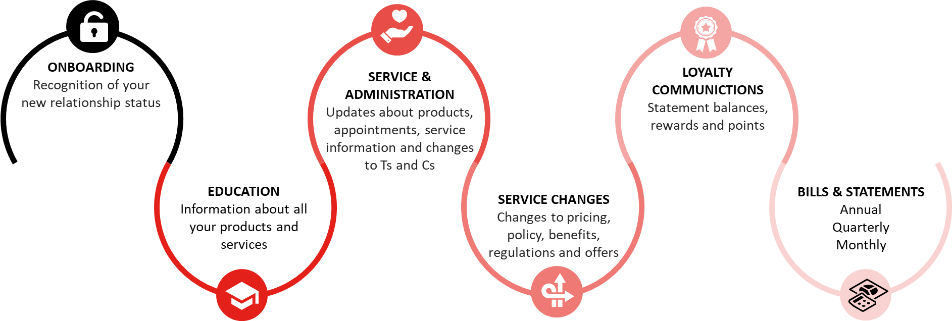 ONBOARDING
Recognition of your
new relationship status
EDUCATION
Information about all
your products and
services
SERVICE &
ADMINISTRATION
Updates about products,
appointments, service
information and changes
to Ts and Cs
SERVICE CHANGES
Changes to pricing,
policy, benefits,
regulations and offers
LOYALTY
COMMUNICTIONS
Statement balances,
rewards and points
BILLS & STATEMENTS
Annual
Quarterly
Monthly